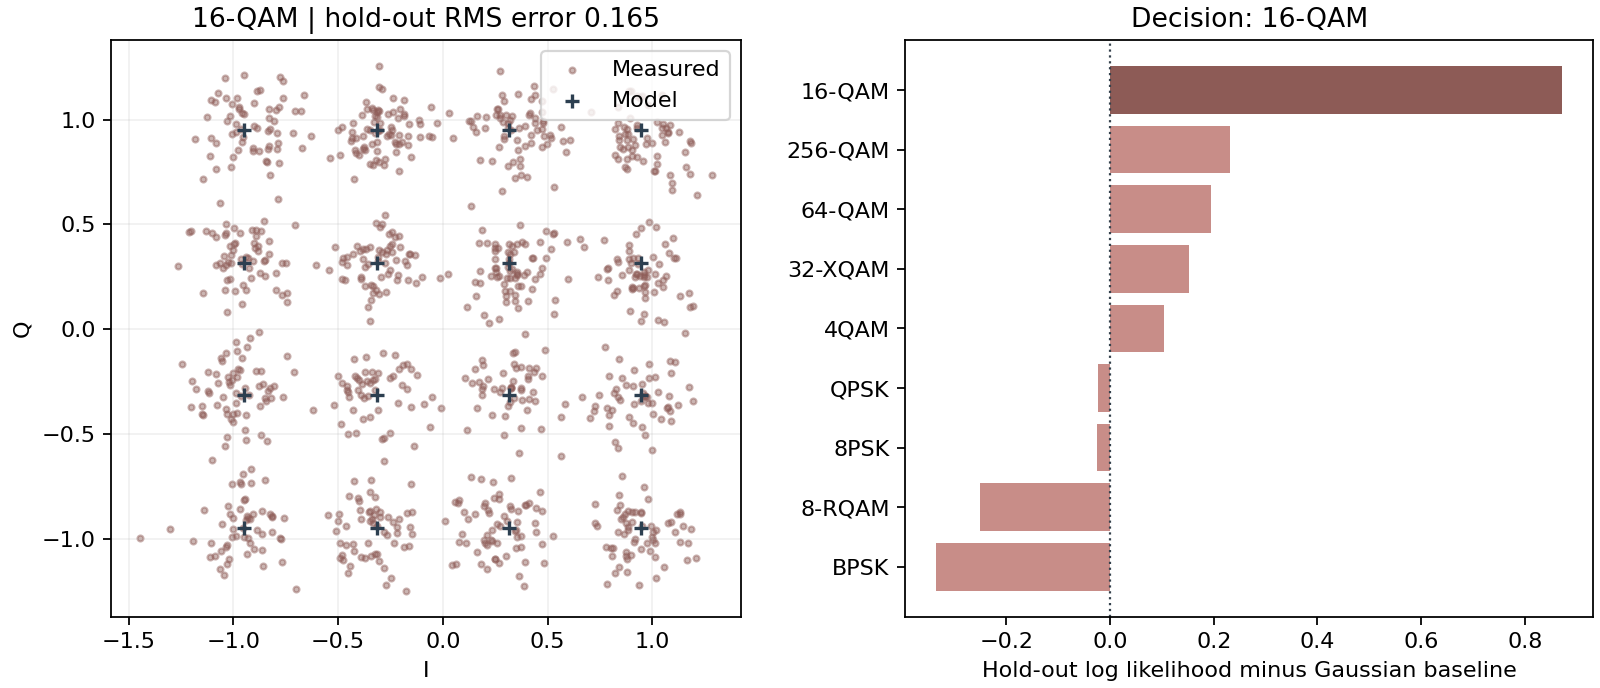 16-QAM | hold-out RMS error 0.165
Measured
Model
1.0
0.5
0.0
−0.5
−1.0
Q
−1.5
−1.0
−0.5
0.0
0.5
1.0
I
Decision: 16-QAM
16-QAM
256-QAM
64-QAM
32-XQAM
4QAM
QPSK
8PSK
8-RQAM
BPSK
−0.2
0.0
0.2
0.4
0.6
0.8
Hold-out log likelihood minus Gaussian baseline